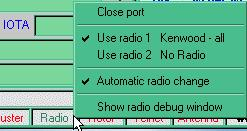 IOTA
Close port
Use radio 1 Kenwood - all
Use radio 2 No Radio
Automatic radio change
Show radio debug window
uster Radio Rotor Telnet Antenna